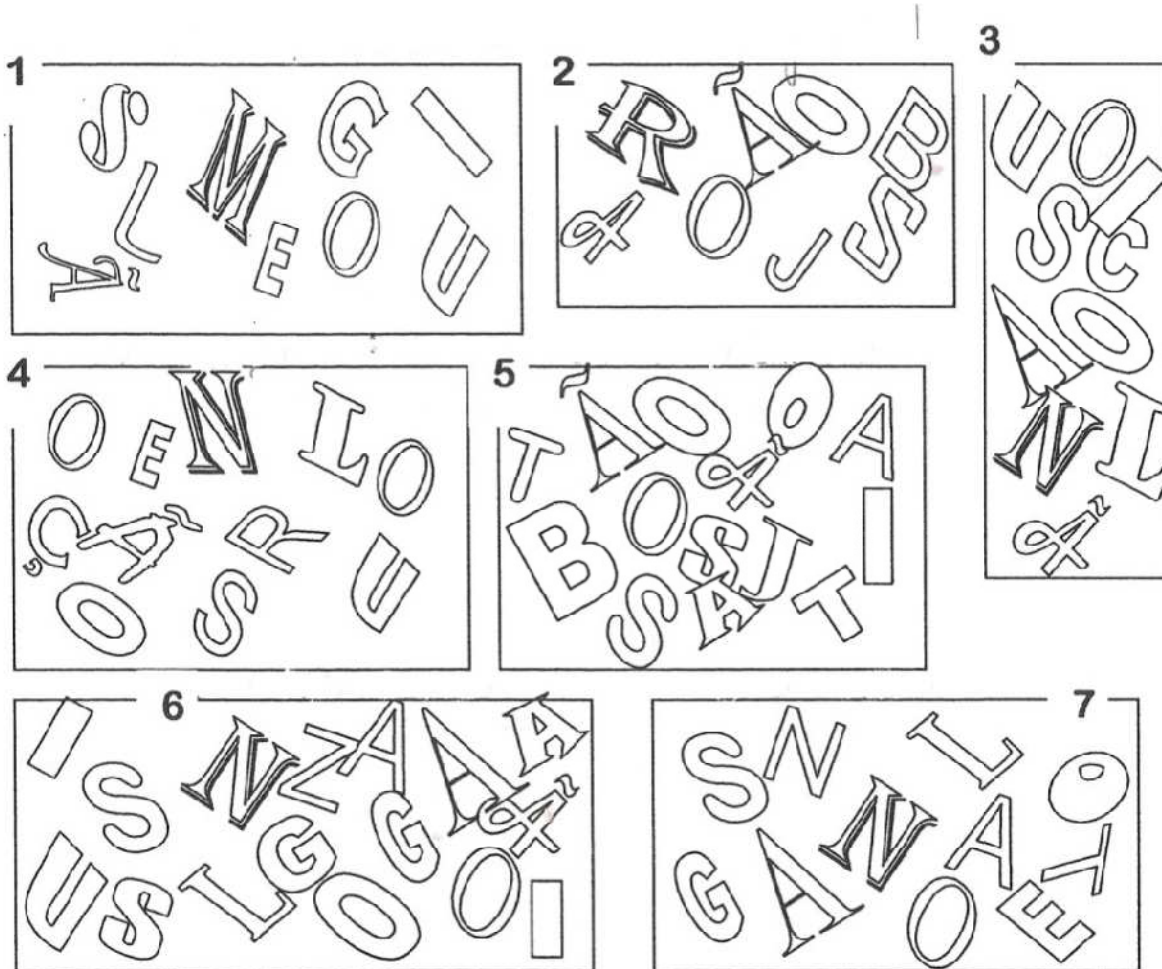 1
S M G I
L
Ã E O U
2
R Ã O B
A O J S
3
U O I
S C
A O
N L
Ã
4
O E N L O
Ç Ã R U
O S
5
T Ã O O A
B O Ã S J I
S A T
6
I S N Z A A A
U S L G G Ã
O O I
7
S N L O
G A N A T
O E